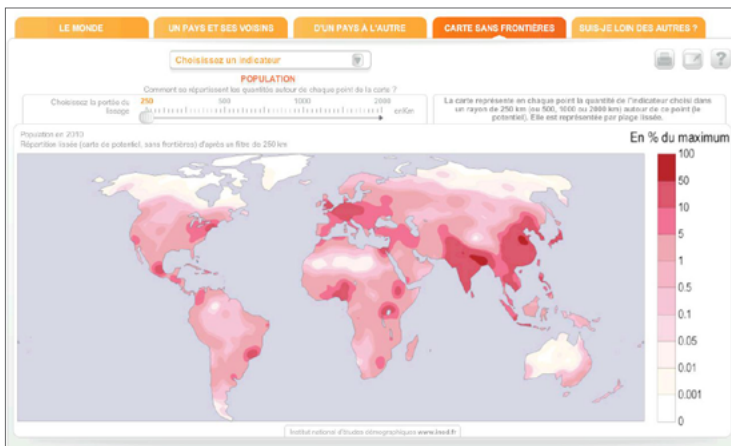 LE MONDE
UN PAYS ET SES VOISINS
D'UN PAYS À L'AUTRE
CARTE SANS FRONTIÈRES
SUIS-JE LOIN DES AUTRES ?
Choisissez un indicateur
?
POPULATION
Comment se répartissent les quantités autour de chaque point de la carte ?
Choisissez la portée du
lissage
250
500
1000
2000
enKm
La carte représente en chaque point la quantité de l'indicateur choisi dans
un rayon de 250 km (ou 500, 1000 ou 2000 km) autour de ce point (le
potentiel). Elle est représentée par plage lissée.
Population en 2010
Répartition lissée (carte de potentiel, sans frontières) d'après un filtre de 250 km
En % du maximum
100
50
10
5
1
0.5
0.1
0.05
0.01
0.001
0
Institut national d'études démographiques www.ined.fr